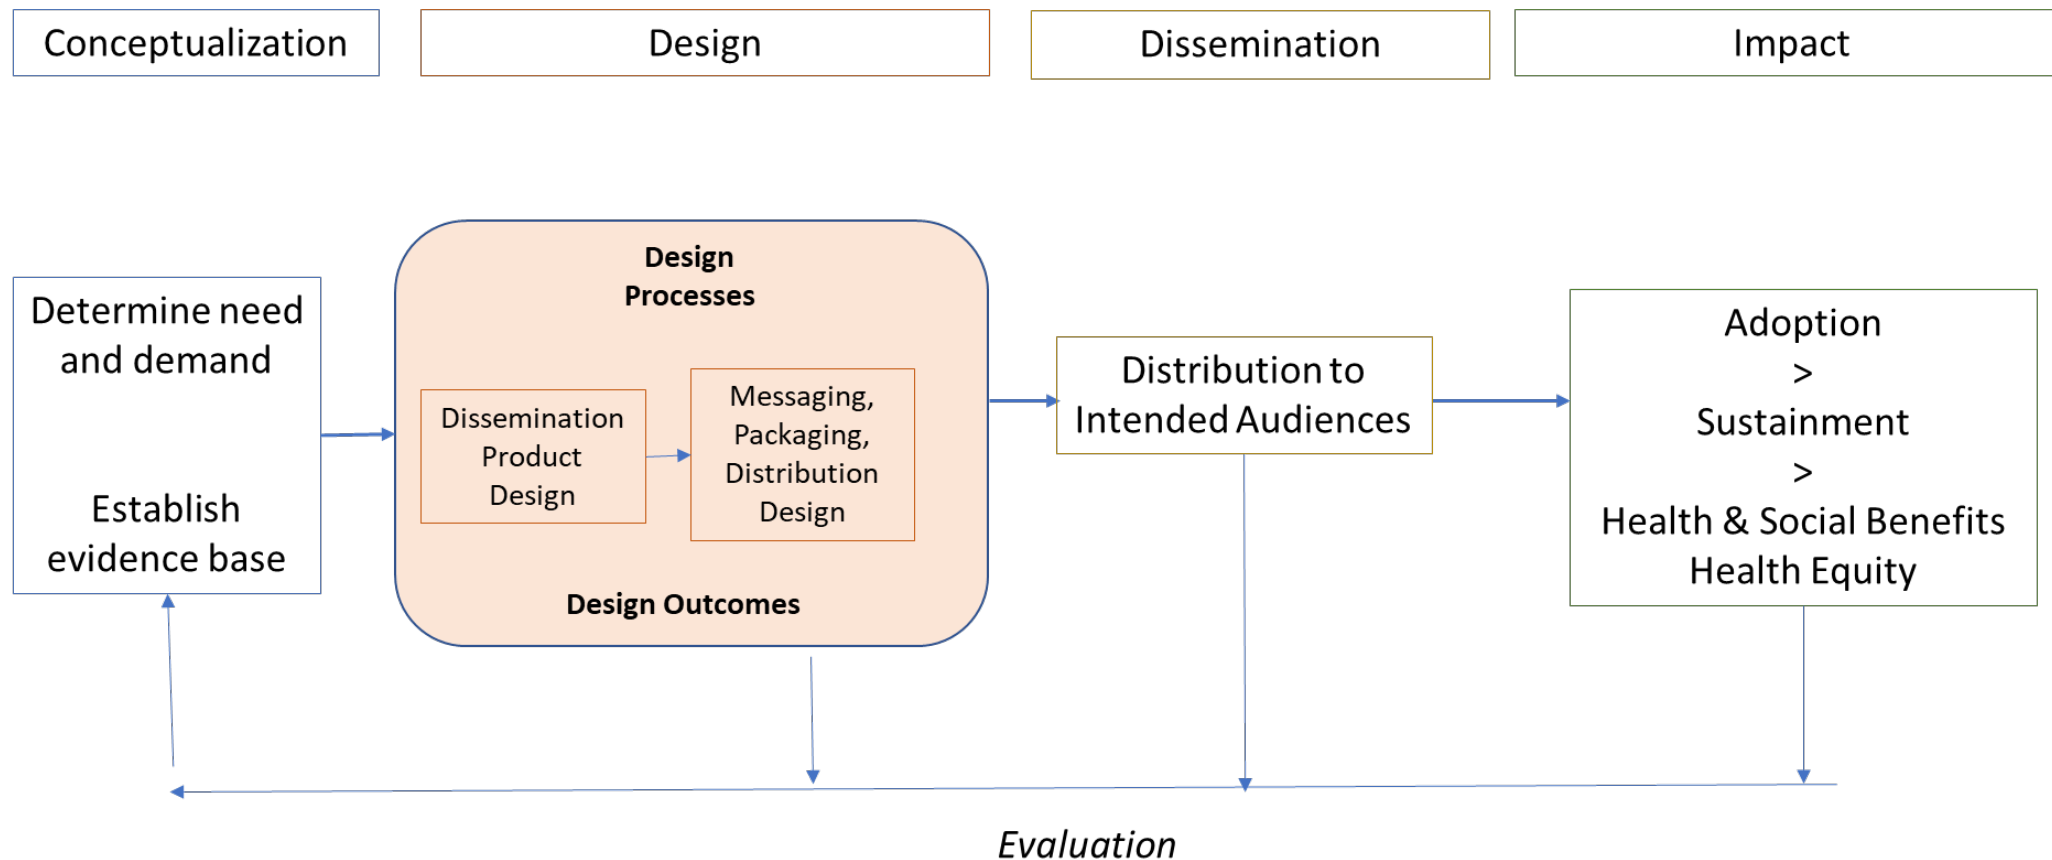 Conceptualization
Design
Dissemination
Impact
Determine need
and demand
Establish
evidence base
Design
Processes
Dissemination
Product
Design
Messaging,
Packaging,
Distribution
Design
Design Outcomes
Distribution to
Intended Audiences
Adoption
>
Sustainment
>
Health & Social Benefits
Health Equity
Evaluation